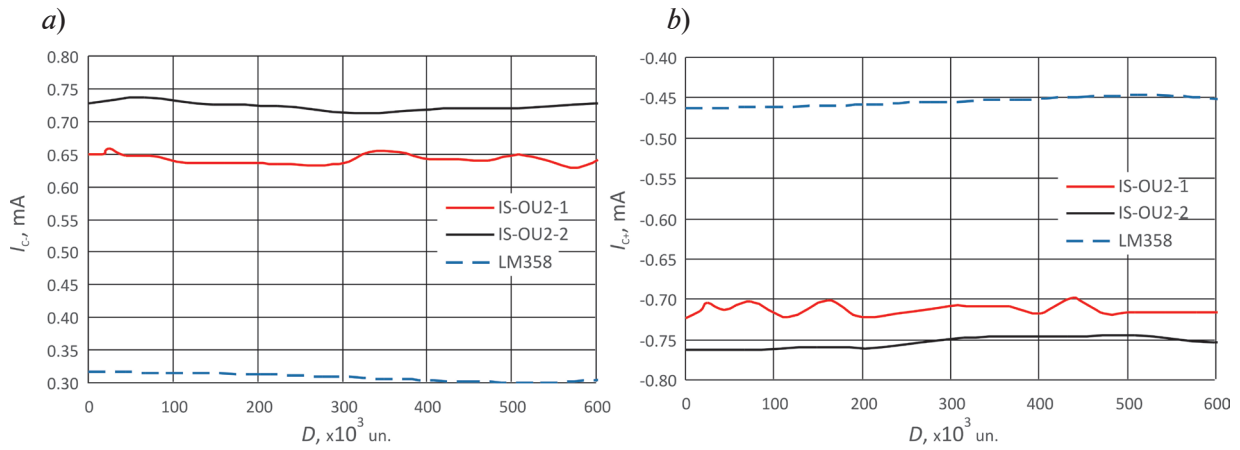 a)
0.80
0.75
0.70
0.65
0.60
0.55
0.50
0.45
0.40
0.35
0.30
I_c-, mA
IS-OU2-1
IS-OU2-2
LM358
0 100 200 300 400 500 600
D, x10³ un.
b)
-0.40
-0.45
-0.50
-0.55
-0.60
-0.65
-0.70
-0.75
-0.80
I_c+, mA
IS-OU2-1
IS-OU2-2
LM358
0 100 200 300 400 500 600
D, x10³ un.